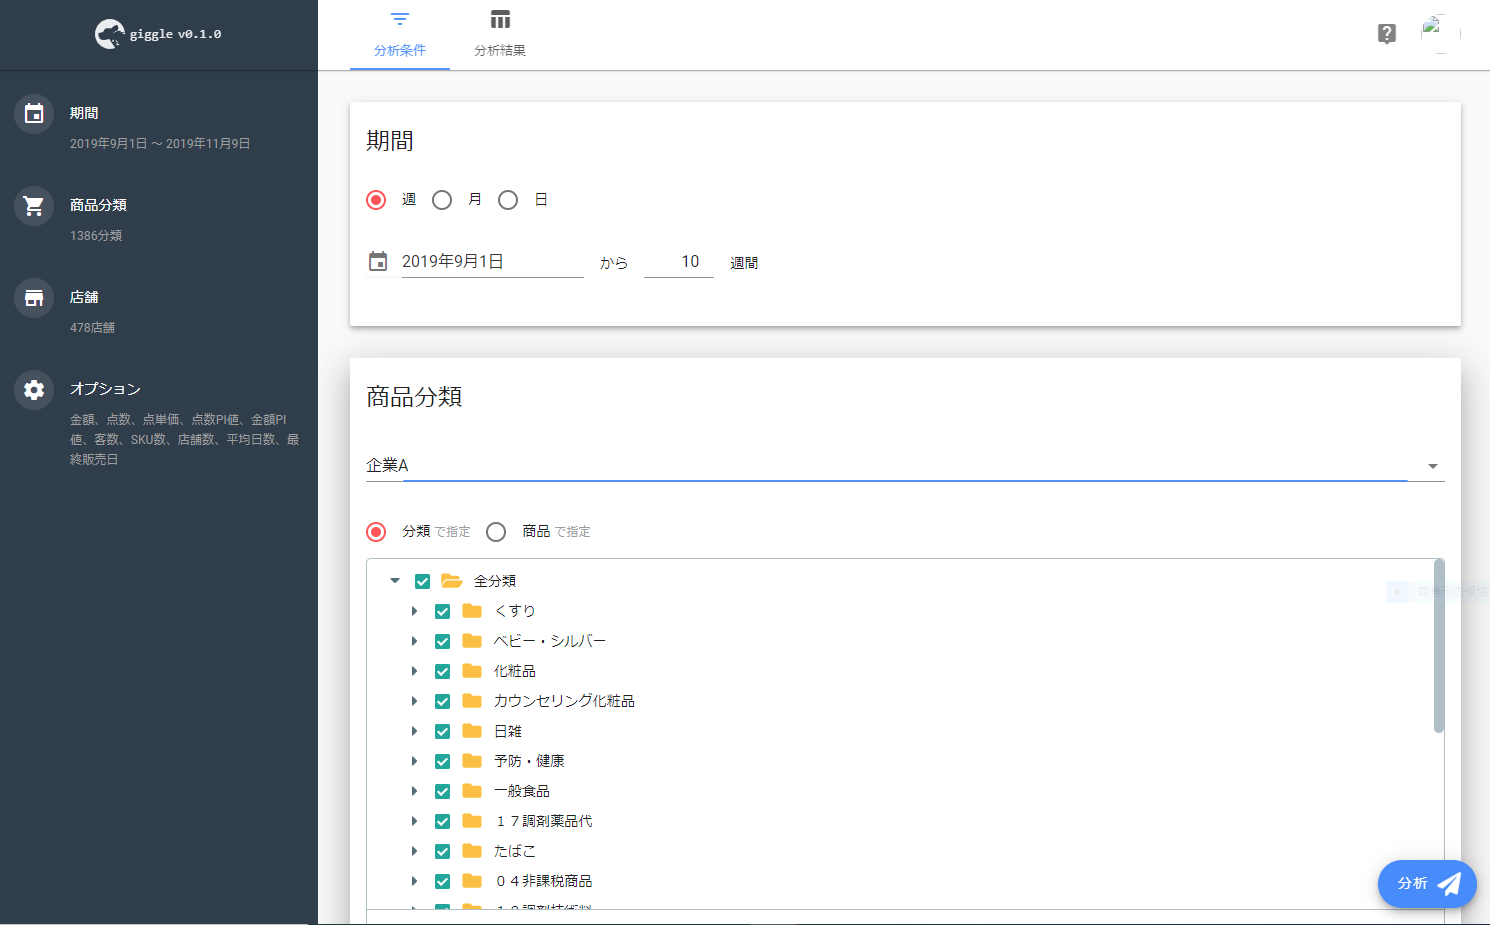 giggle v0.1.0
分析条件
分析結果
期間
2019年9月1日 〜 2019年11月9日
商品分類
1386分類
店舗
478店舗
オプション
金額、点数、点単価、点数PI値、金額PI
値、客数、SKU数、店舗数、平均日数、最
終販売日
期間
週 月 日
2019年9月1日 から 10 週間
商品分類
企業A
分類 で指定 商品 で指定
全分類
くすり
ベビー・シルバー
化粧品
カウンセリング化粧品
日雑
予防・健康
一般食品
１７調剤薬品代
たばこ
０４非課税商品
分析